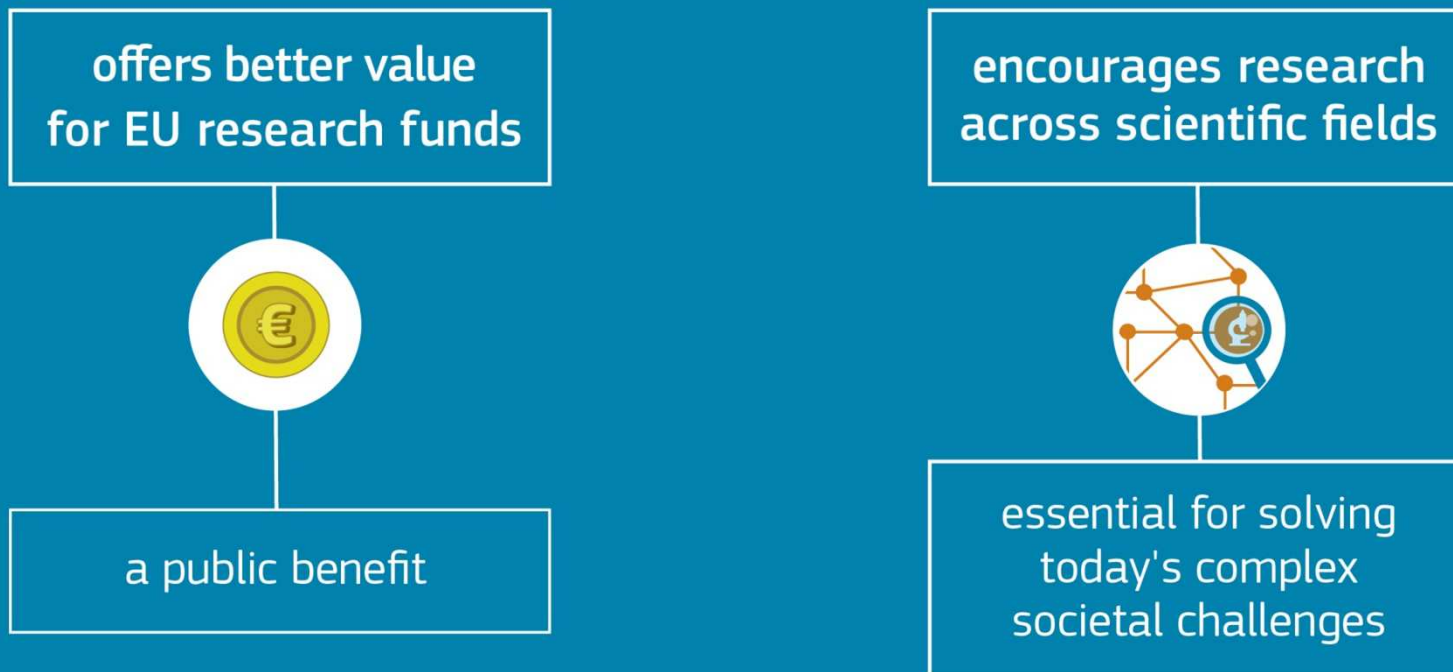 offers better value
for EU research funds
€
a public benefit
encourages research
across scientific fields
essential for solving
today's complex
societal challenges